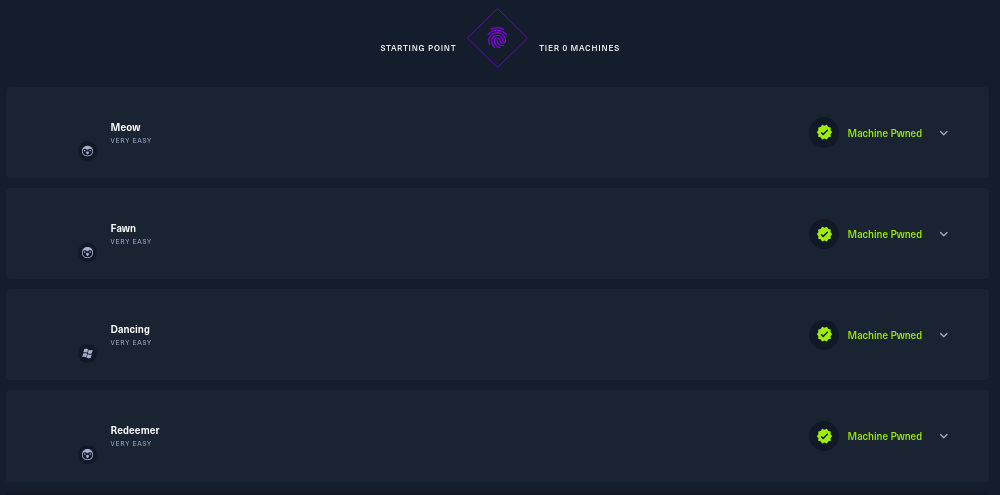 STARTING POINT TIER 0 MACHINES
Meow
VERY EASY
Machine Pwned
Fawn
VERY EASY
Machine Pwned
Dancing
VERY EASY
Machine Pwned
Redeemer
VERY EASY
Machine Pwned